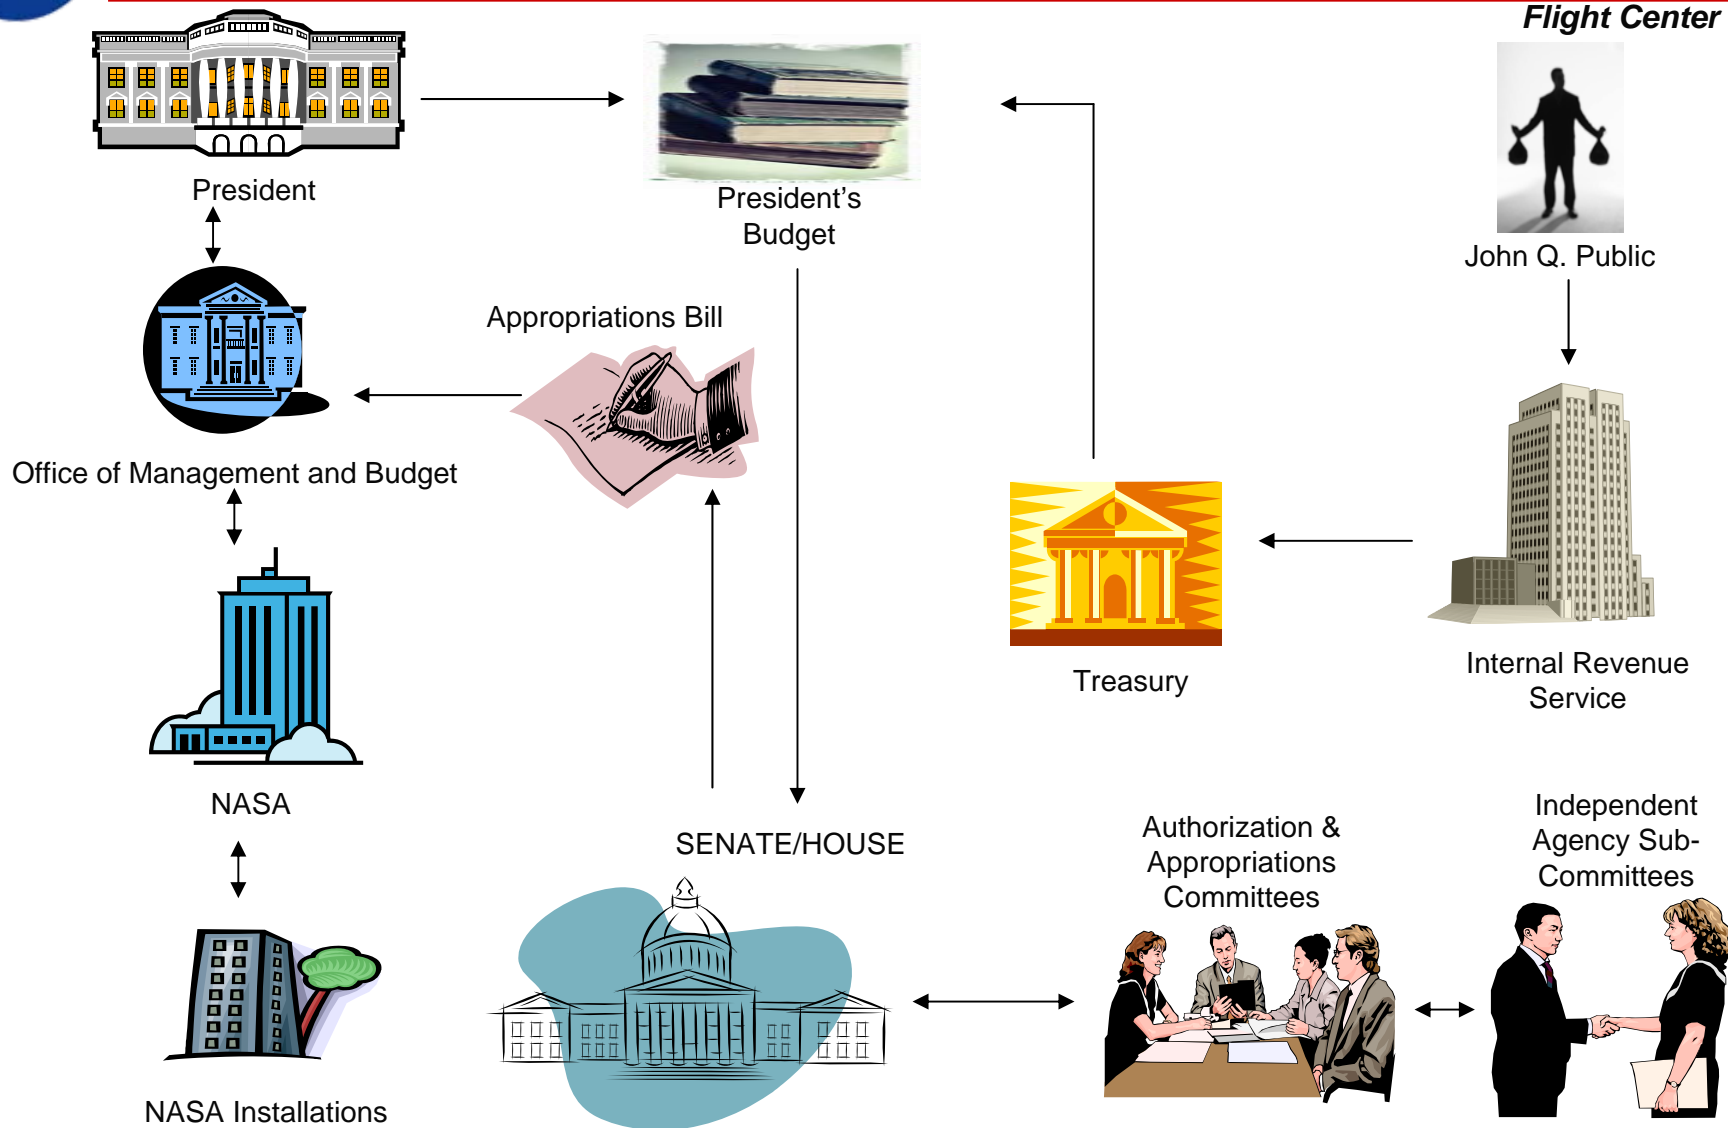 Flight Center
President
President's
Budget
John Q. Public
Appropriations Bill
Office of Management and Budget
Treasury
Internal Revenue
Service
NASA
SENATE/HOUSE
Authorization &
Appropriations
Committees
Independent
Agency Sub-
Committees
NASA Installations